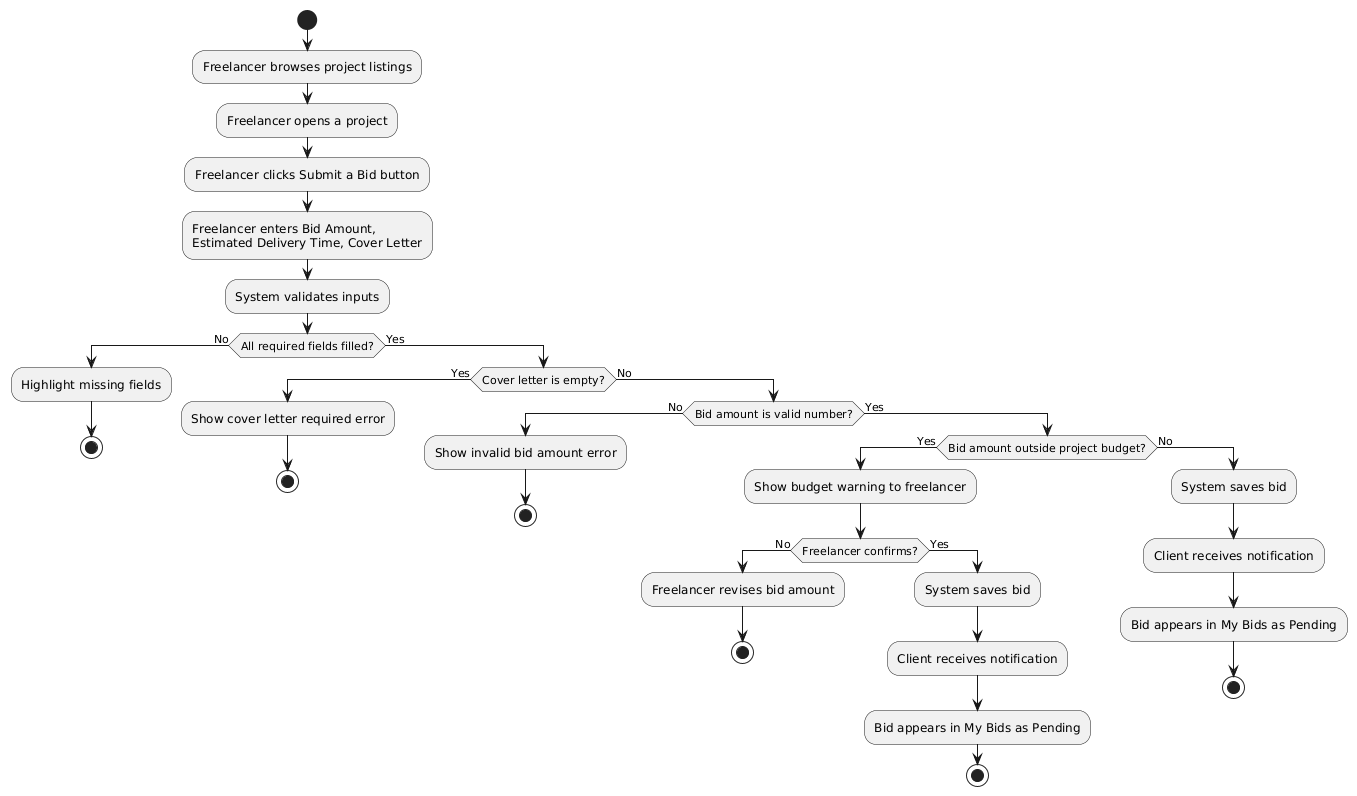 Freelancer browses project listings
Freelancer opens a project
Freelancer clicks Submit a Bid button
Freelancer enters Bid Amount,
Estimated Delivery Time, Cover Letter
System validates inputs
No
All required fields filled?
Yes
Highlight missing fields
Yes
Cover letter is empty?
No
Show cover letter required error
No
Bid amount is valid number?
Yes
Show invalid bid amount error
Yes
Bid amount outside project budget?
No
Show budget warning to freelancer
No
Freelancer confirms?
Yes
Freelancer revises bid amount
System saves bid
Client receives notification
Bid appears in My Bids as Pending
System saves bid
Client receives notification
Bid appears in My Bids as Pending